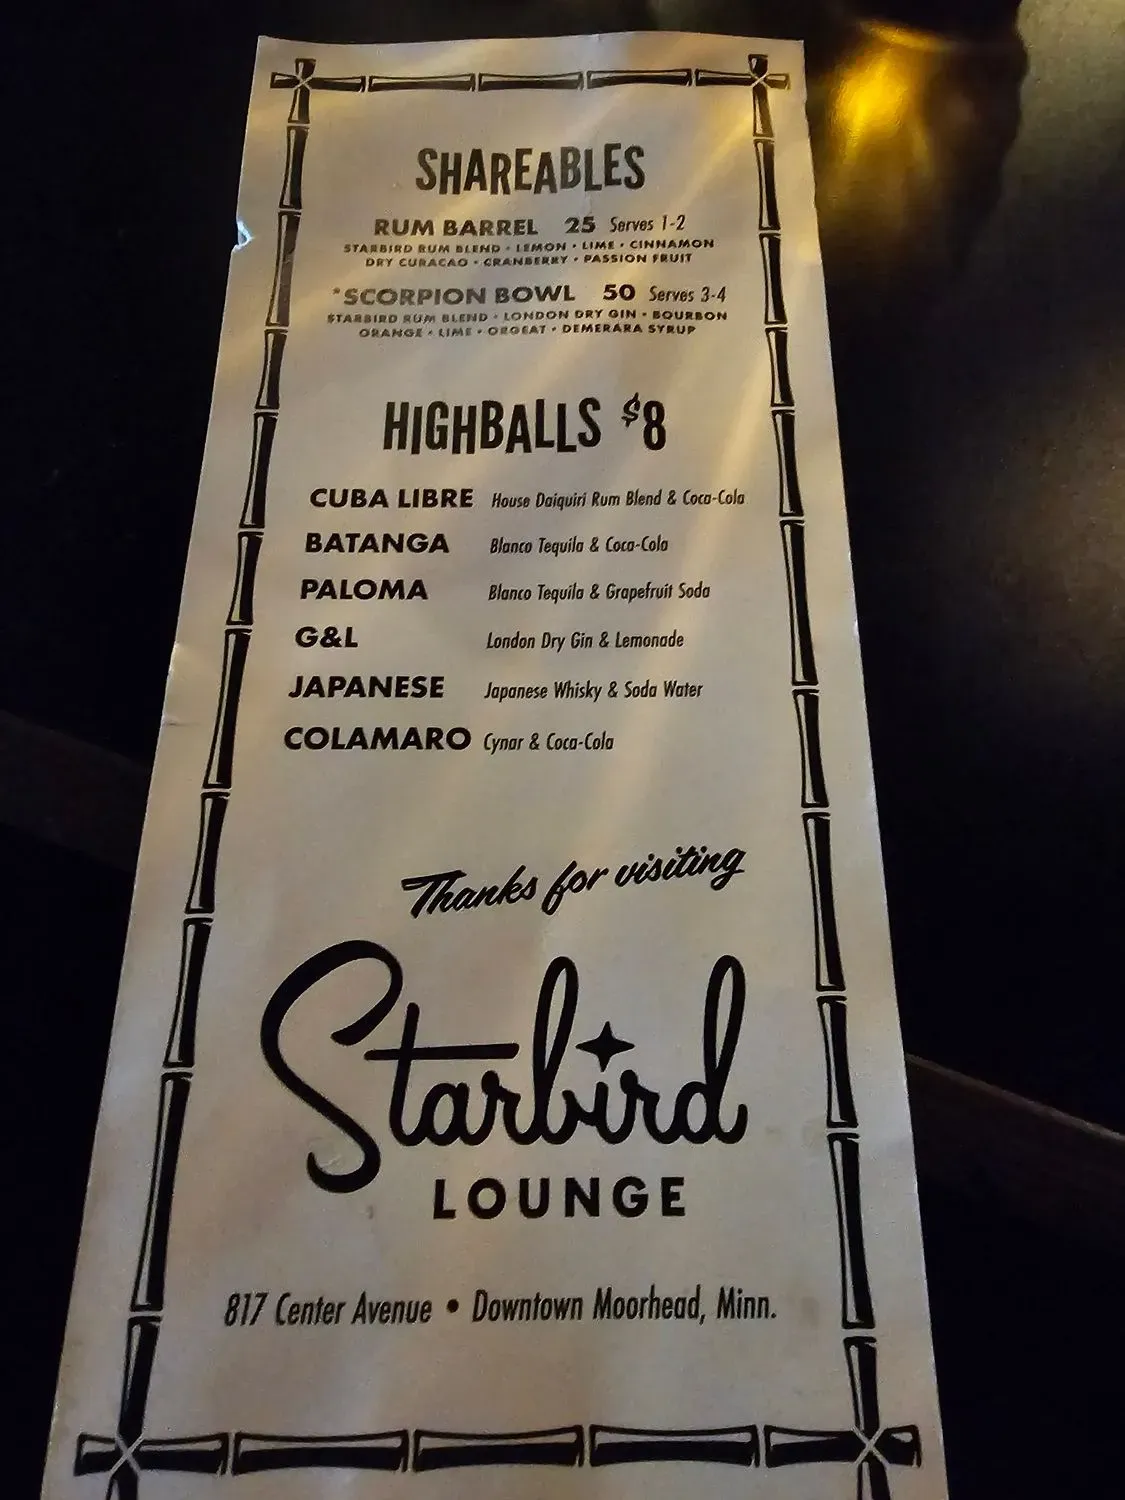 SHAREABLES
RUM BARREL 25 Serves 1-2
STARBIRD RUM BLEND • LEMON • LIME • CINNAMON
DRY CURACAO • CRANBERRY • PASSION FRUIT
*SCORPION BOWL 50 Serves 3-4
STARBIRD RUM BLEND • LONDON DRY GIN • BOURBON
ORANGE • LIME • ORGEAT • DEMERARA SYRUP
HIGHBALLS $8
CUBA LIBRE House Daiquiri Rum Blend & Coca-Cola
BATANGA Blanco Tequila & Coca-Cola
PALOMA Blanco Tequila & Grapefruit Soda
G&L London Dry Gin & Lemonade
JAPANESE Japanese Whisky & Soda Water
COLAMARO Cynar & Coca-Cola
Thanks for visiting
Starbird
LOUNGE
817 Center Avenue • Downtown Moorhead, Minn.